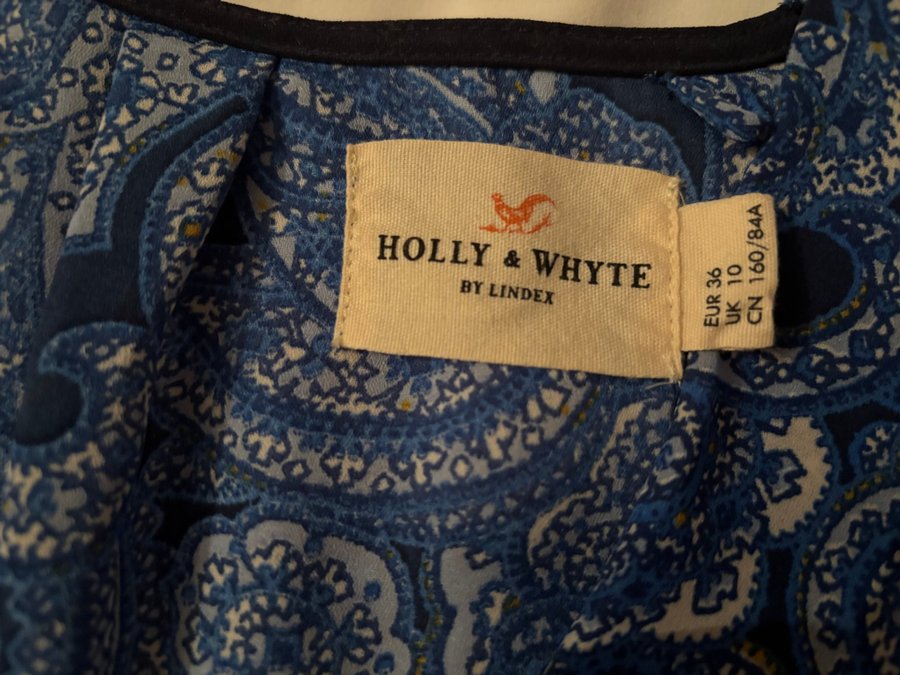 HOLLY & WHYTE
BY LINDEX
EUR 36
UK 10
CN 160/84A